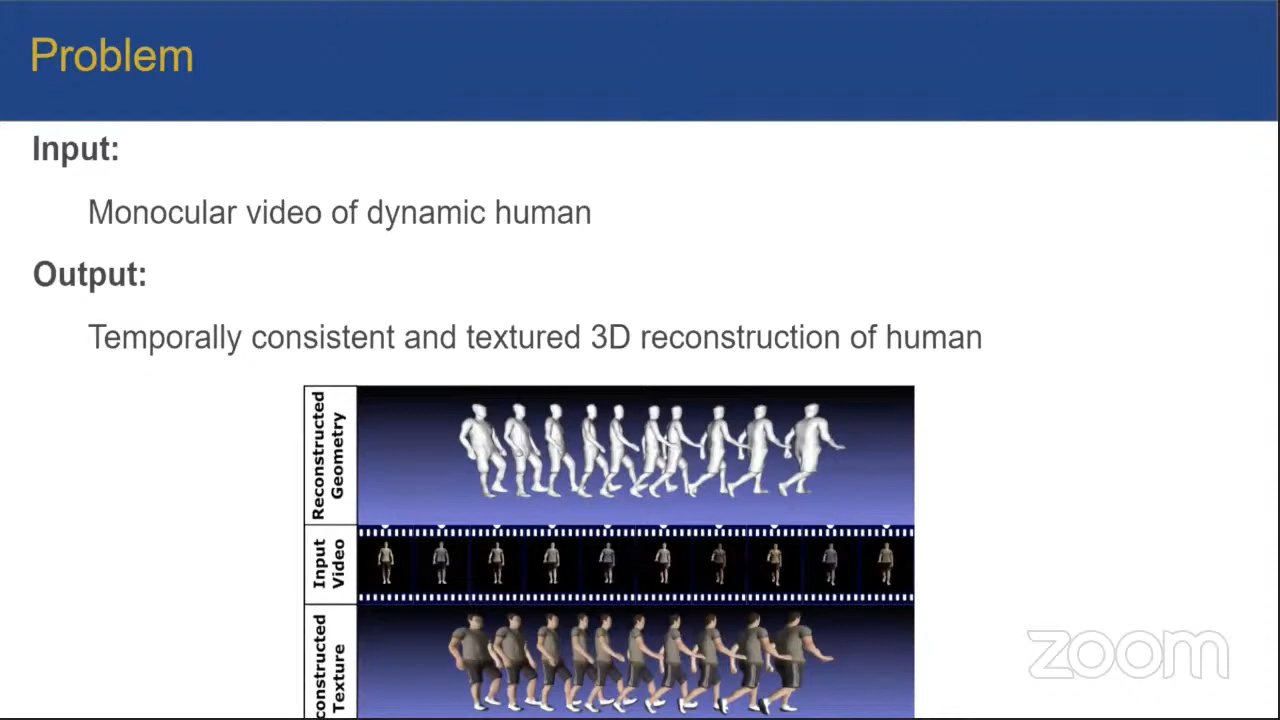 Problem
Input:
Monocular video of dynamic human
Output:
Temporally consistent and textured 3D reconstruction of human
Reconstructed
Geometry
Input
Video
constructed
Texture
zoom